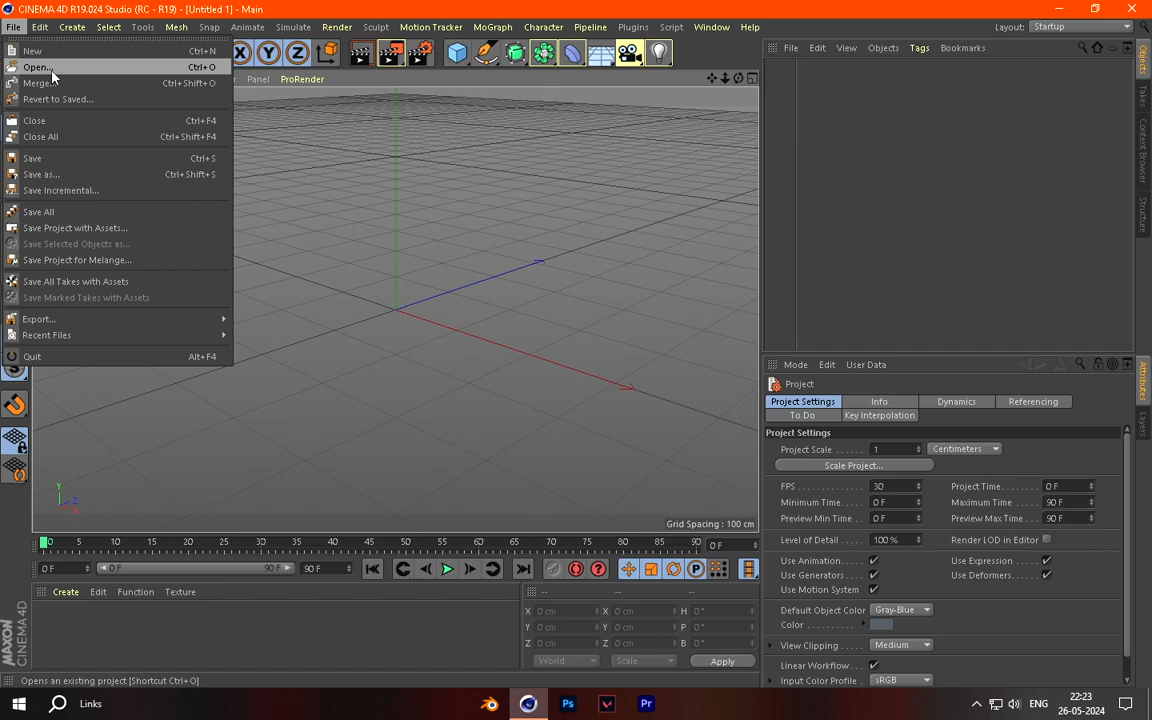 CINEMA 4D R19.024 Studio (RC - R19) - [Untitled 1] - Main
File Edit Create Select Tools Mesh Snap Animate Simulate Render Sculpt Motion Tracker MoGraph Character Pipeline Plugins Script Window Help Layout: Startup
New Ctrl+N
Open... Ctrl+O
Merge... Ctrl+Shift+O
Revert to Saved...
Close Ctrl+F4
Close All Ctrl+Shift+F4
Save Ctrl+S
Save as... Ctrl+Shift+S
Save Incremental...
Save All
Save Project with Assets...
Save Selected Objects as...
Save Project for Melange...
Save All Takes with Assets
Save Marked Takes with Assets
Export...
Recent Files
Quit Alt+F4
X Y Z
Panel ProRender
File Edit View Objects Tags Bookmarks
Objects
Takes
Content Browser
Structure
Y
Z
X
Grid Spacing : 100 cm
0 5 10 15 20 25 30 35 40 45 50 55 60 65 70 75 80 85 90 0 F
0 F 0 F 90 F 90 F
P
Create Edit Function Texture
-- -- --
X 0 cm X 0 cm H 0°
Y 0 cm Y 0 cm P 0°
Z 0 cm Z 0 cm B 0°
World Scale Apply
MAXON CINEMA 4D
Mode Edit User Data
Project
Project Settings Info Dynamics Referencing
To Do Key Interpolation
Project Settings
Project Scale 1 Centimeters
Scale Project...
FPS 30 Project Time 0 F
Minimum Time 0 F Maximum Time 90 F
Preview Min Time 0 F Preview Max Time 90 F
Level of Detail 100 % Render LOD in Editor
Use Animation Use Expression
Use Generators Use Deformers
Use Motion System
Default Object Color Gray-Blue
Color
View Clipping Medium
Linear Workflow
Input Color Profile sRGB
Attributes
Layers
Opens an existing project [Shortcut Ctrl+O]
Links
Ps
Pr
ENG
22:23
26-05-2024